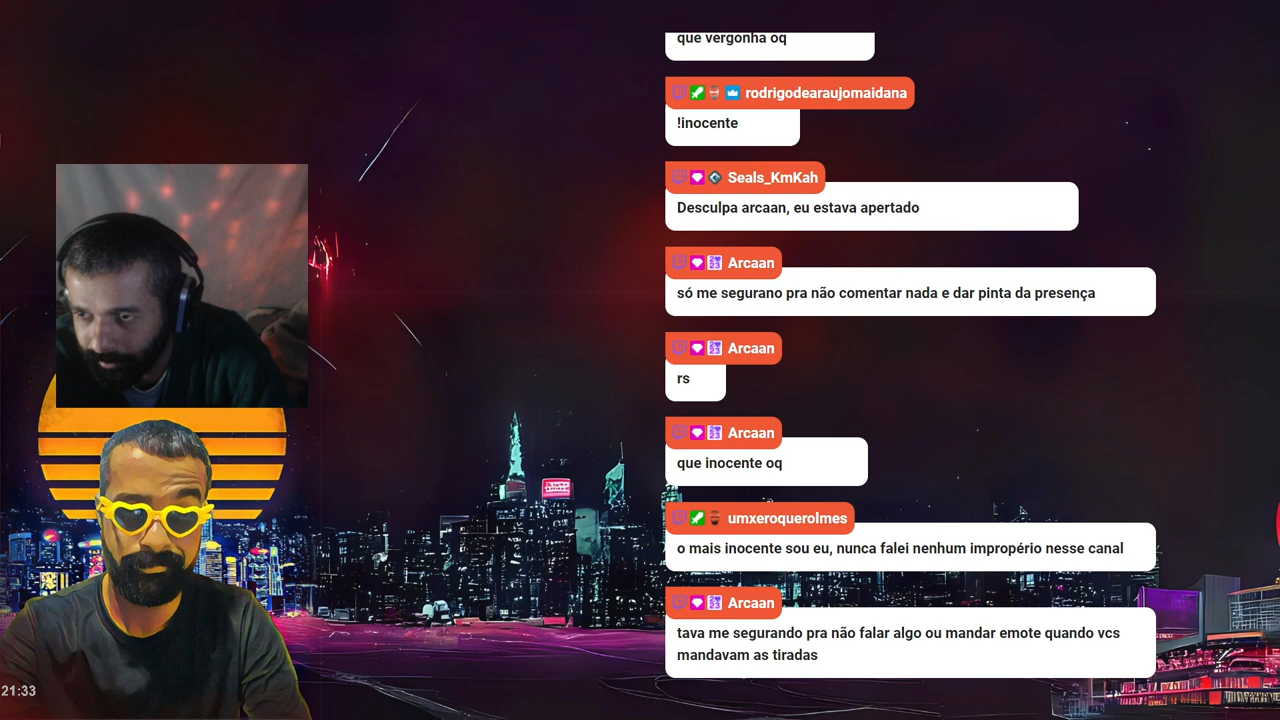 que vergonha oq
rodrigodearaujomaidana
!inocente
Seals_KmKah
Desculpa arcaan, eu estava apertado
Arcaan
só me segurano pra não comentar nada e dar pinta da presença
Arcaan
rs
Arcaan
que inocente oq
umxeroquerolmes
o mais inocente sou eu, nunca falei nenhum impropério nesse canal
Arcaan
tava me segurando pra não falar algo ou mandar emote quando vcs
mandavam as tiradas
21:33